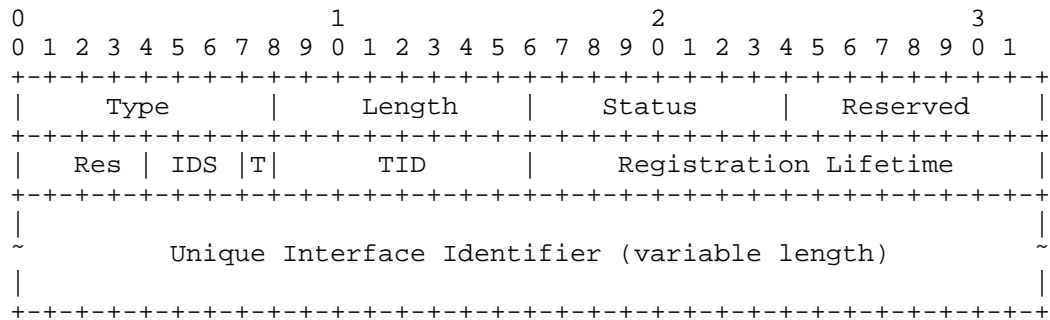 0                   1                   2                   3
0 1 2 3 4 5 6 7 8 9 0 1 2 3 4 5 6 7 8 9 0 1 2 3 4 5 6 7 8 9 0 1
+-+-+-+-+-+-+-+-+-+-+-+-+-+-+-+-+-+-+-+-+-+-+-+-+-+-+-+-+-+-+-+-+
|     Type      |     Length    |    Status     |   Reserved    |
+-+-+-+-+-+-+-+-+-+-+-+-+-+-+-+-+-+-+-+-+-+-+-+-+-+-+-+-+-+-+-+-+
|   Res | IDS |T|      TID      |     Registration Lifetime     |
+-+-+-+-+-+-+-+-+-+-+-+-+-+-+-+-+-+-+-+-+-+-+-+-+-+-+-+-+-+-+-+-+
|                                                               |
~         Unique Interface Identifier (variable length)         ~
|                                                               |
+-+-+-+-+-+-+-+-+-+-+-+-+-+-+-+-+-+-+-+-+-+-+-+-+-+-+-+-+-+-+-+-+